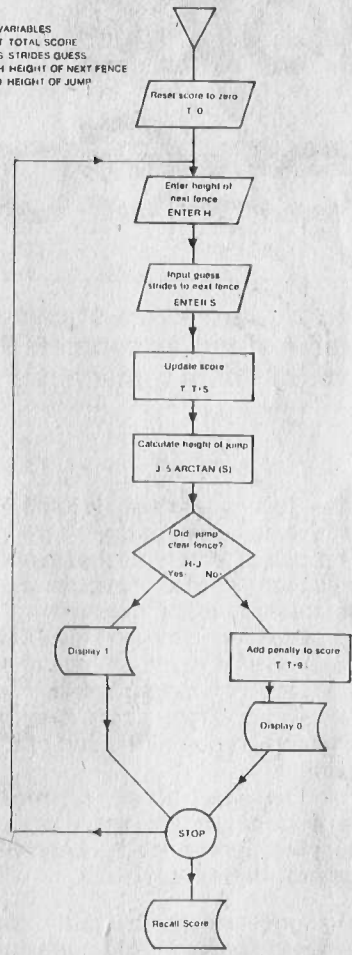 VARIABLES
T TOTAL SCORE
S STRIDES GUESS
H HEIGHT OF NEXT FENCE
J HEIGHT OF JUMP
Reset score to zero
T 0
Enter height of
next fence
ENTER H
Input guess
strides to next fence
ENTER S
Update score
T T+S
Calculate height of jump
J 5 ARCTAN (S)
Did jump
clear fence?
H-J
Yes No
Display 1
Add penalty to score
T T+9
Display 0
STOP
Recall Score